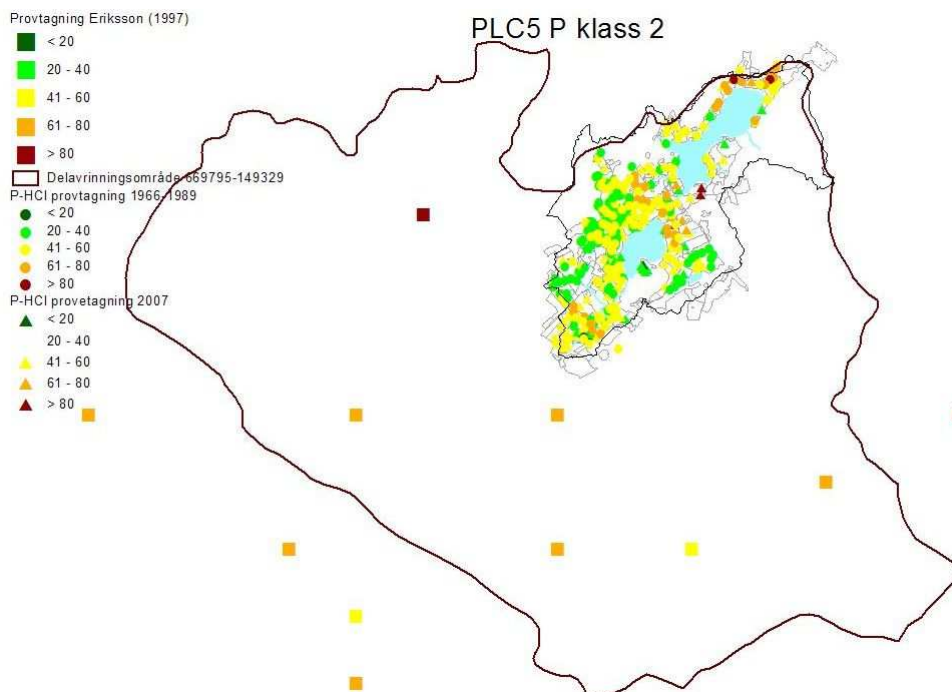 PLC5 P klass 2
Provtagning Eriksson (1997)
< 20
20 - 40
41 - 60
61 - 80
> 80
Delavrinningsområde 669795-149329
P-HCl provtagning 1966-1989
< 20
20 - 40
41 - 60
61 - 80
> 80
P-HCl provetagning 2007
< 20
20 - 40
41 - 60
61 - 80
> 80